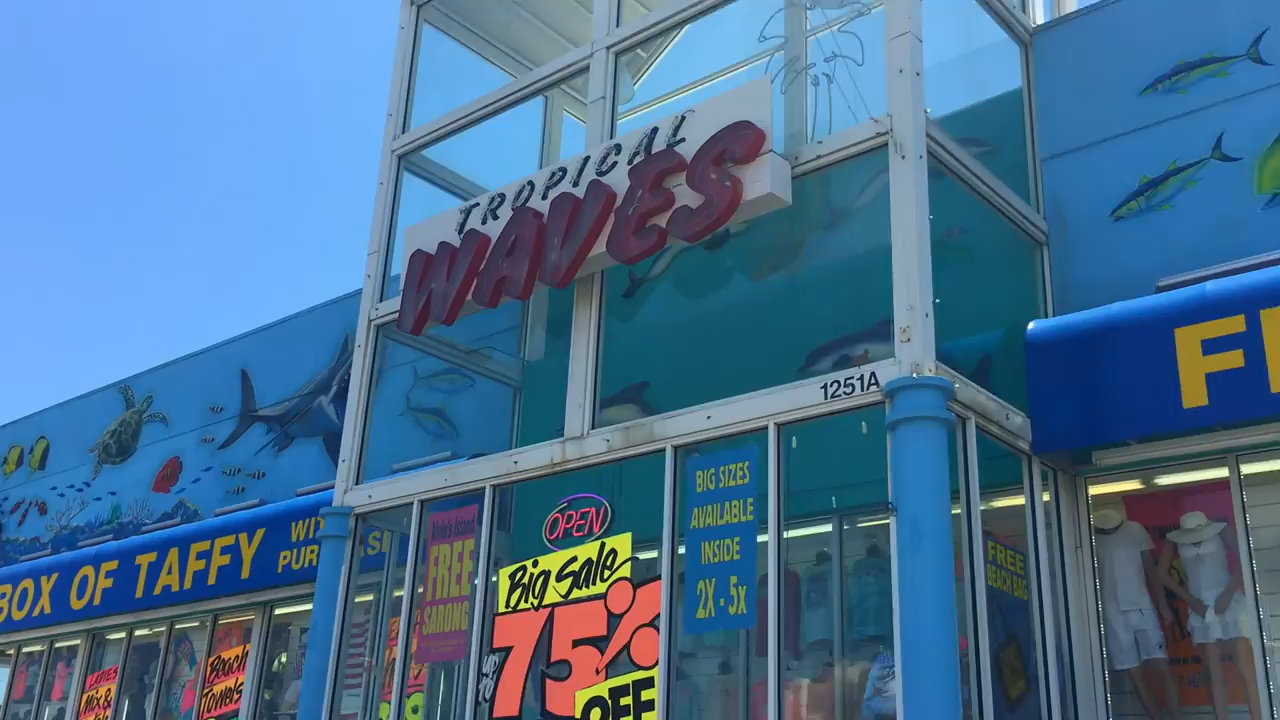 TROPICAL
WAVES
1251A
BOX OF TAFFY
WIT
PUR
FR
OPEN
Big Sale
UP TO
75%
OFF
BIG SIZES
AVAILABLE
INSIDE
2X - 5X
FREE
SARONG
FREE
BEACH BAG
LADIES
Mix &
Beach
Towels